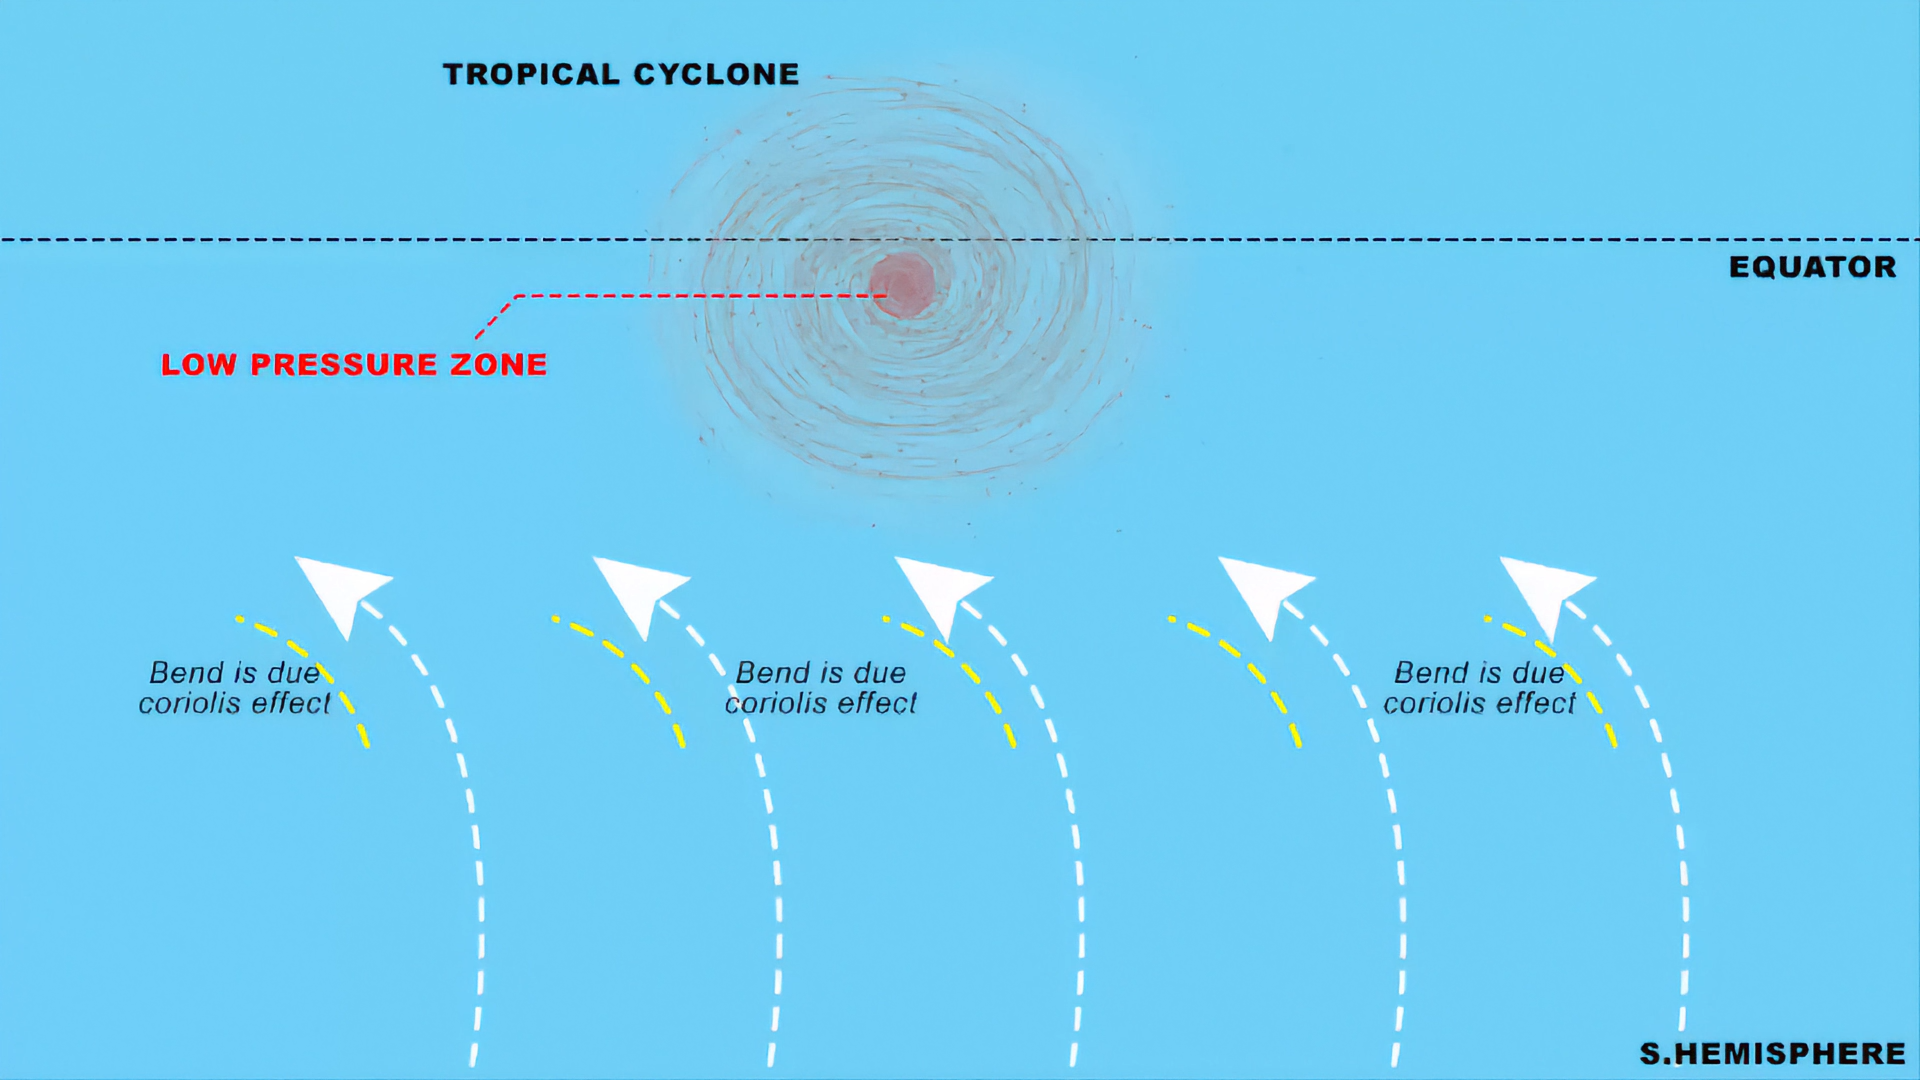 TROPICAL CYCLONE
EQUATOR
LOW PRESSURE ZONE
Bend is due
coriolis effect
Bend is due
coriolis effect
Bend is due
coriolis effect
S.HEMISPHERE